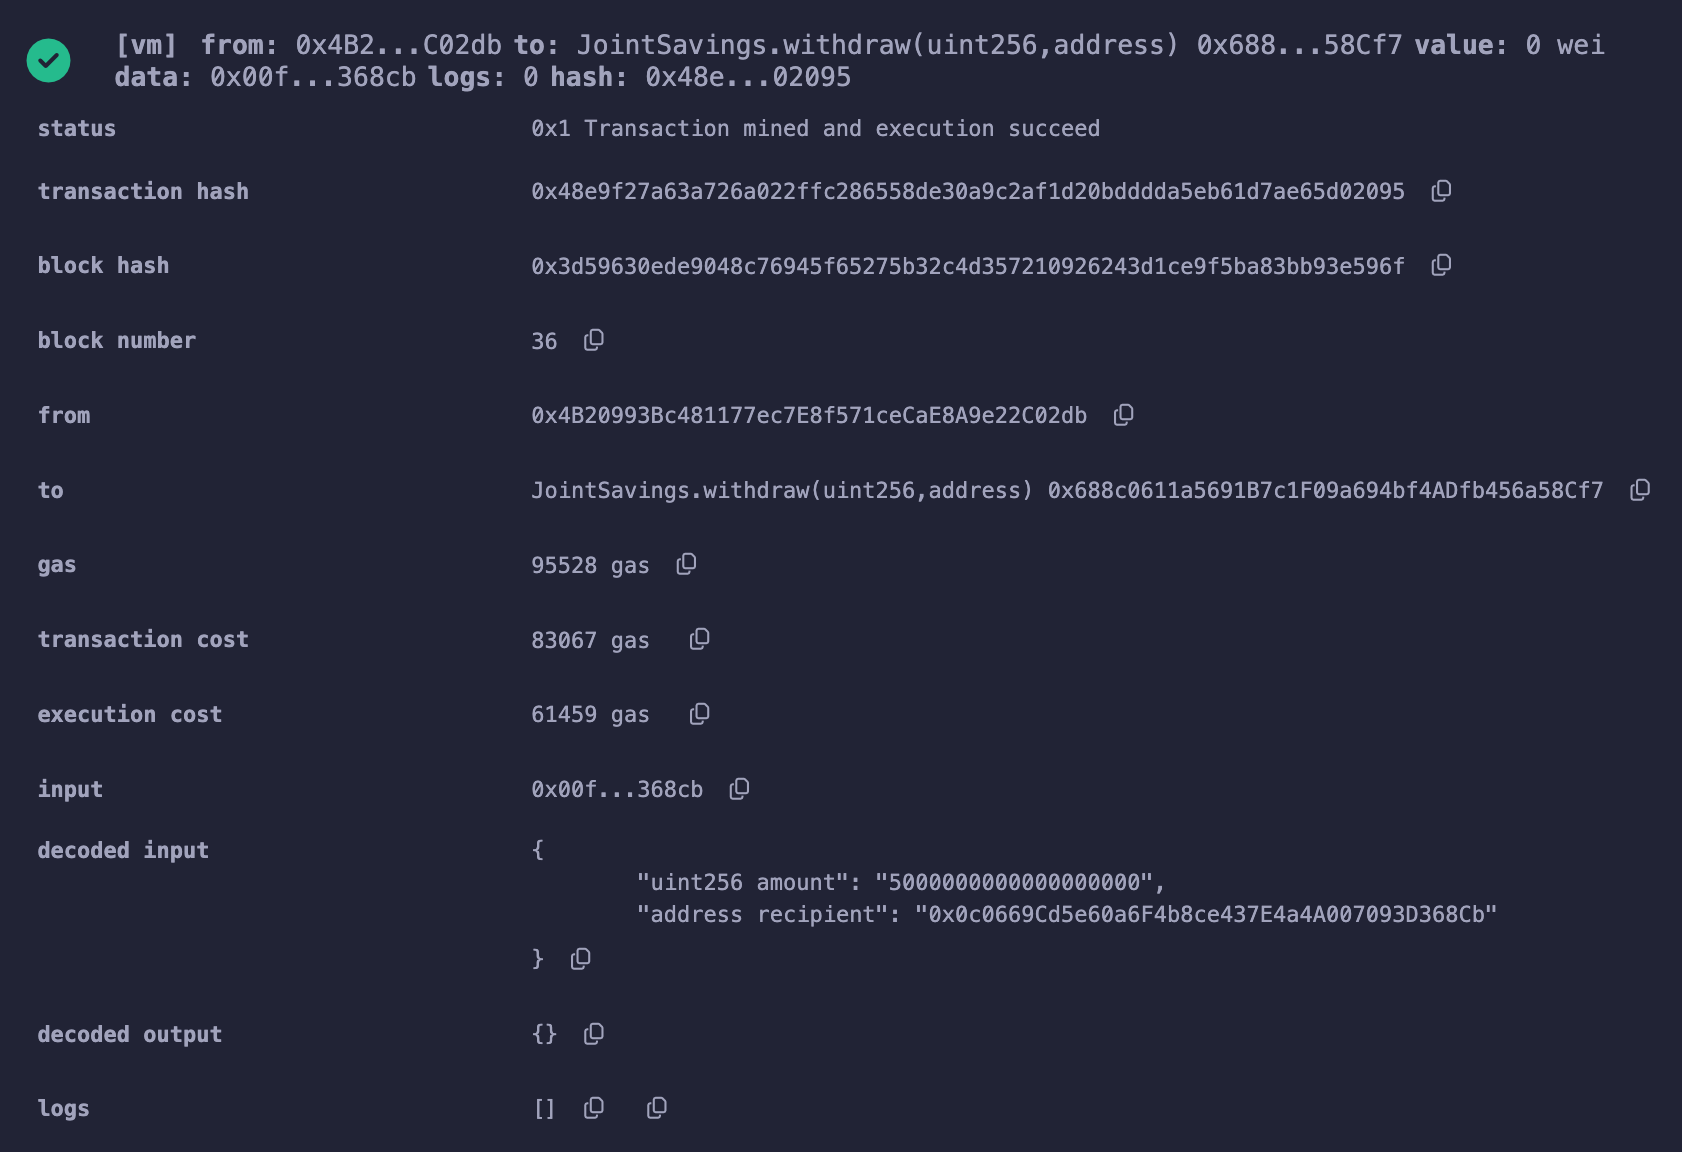 [vm] from: 0x4B2...C02db to: JointSavings.withdraw(uint256,address) 0x688...58Cf7 value: 0 wei
data: 0x00f...368cb logs: 0 hash: 0x48e...02095
status 0x1 Transaction mined and execution succeed
transaction hash 0x48e9f27a63a726a022ffc286558de30a9c2af1d20bdddda5eb61d7ae65d02095
block hash 0x3d59630ede9048c76945f65275b32c4d357210926243d1ce9f5ba83bb93e596f
block number 36
from 0x4B20993Bc481177ec7E8f571ceCaE8A9e22C02db
to JointSavings.withdraw(uint256,address) 0x688c0611a5691B7c1F09a694bf4ADfb456a58Cf7
gas 95528 gas
transaction cost 83067 gas
execution cost 61459 gas
input 0x00f...368cb
decoded input {
"uint256 amount": "5000000000000000000",
"address recipient": "0x0c0669Cd5e60a6F4b8ce437E4a4A007093D368Cb"
}
decoded output {}
logs []